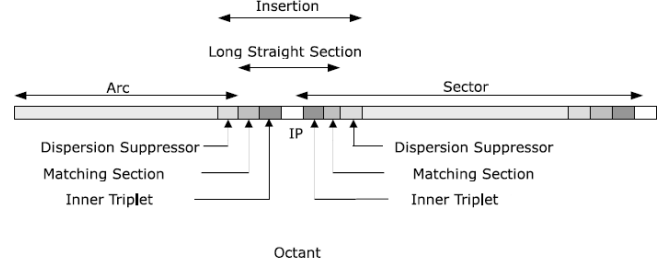 Insertion
Long Straight Section
Arc
Sector
IP
Dispersion Suppressor
Dispersion Suppressor
Matching Section
Matching Section
Inner Triplet
Inner Triplet
Octant